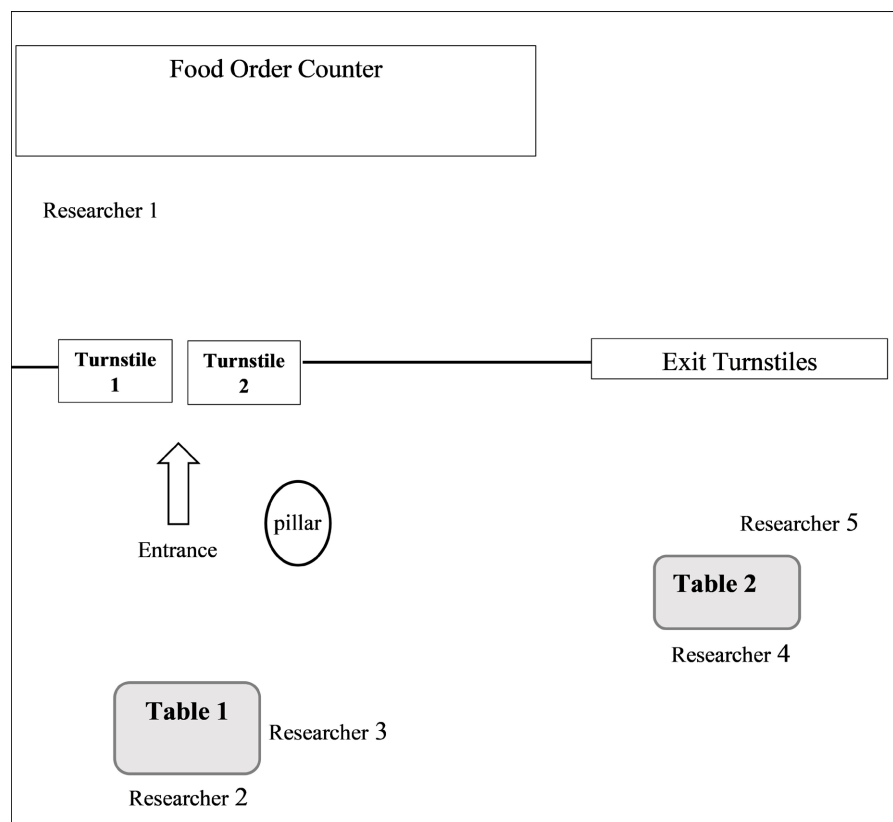 Food Order Counter
Researcher 1
Turnstile
1
Turnstile
2
Exit Turnstiles
Entrance
pillar
Researcher 5
Table 2
Researcher 4
Table 1
Researcher 3
Researcher 2